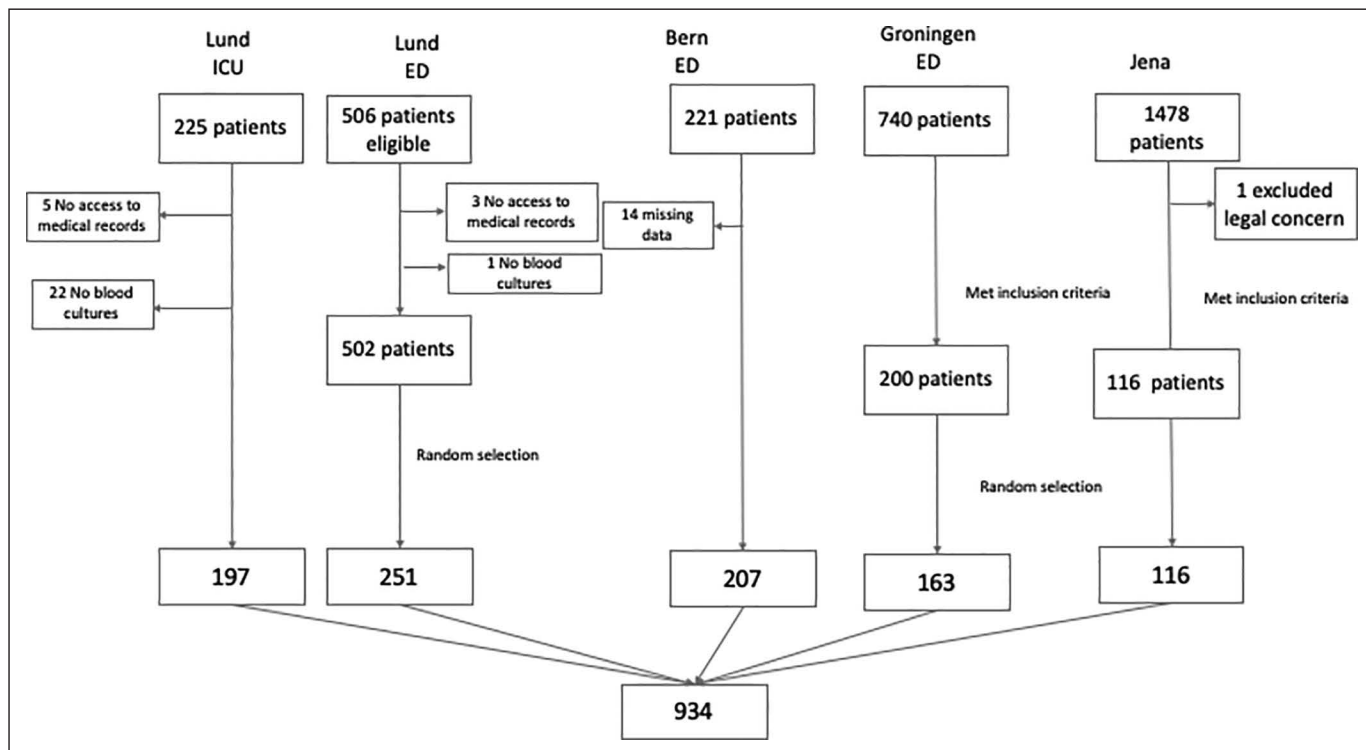 Lund
ICU
Lund
ED
Bern
ED
Groningen
ED
Jena
225 patients
506 patients
eligible
221 patients
740 patients
1478
patients
5 No access to
medical records
3 No access to
medical records
14 missing
data
1 excluded
legal concern
22 No blood
cultures
1 No blood
cultures
Met inclusion criteria
Met inclusion criteria
502 patients
200 patients
116 patients
Random selection
Random selection
197
251
207
163
116
934